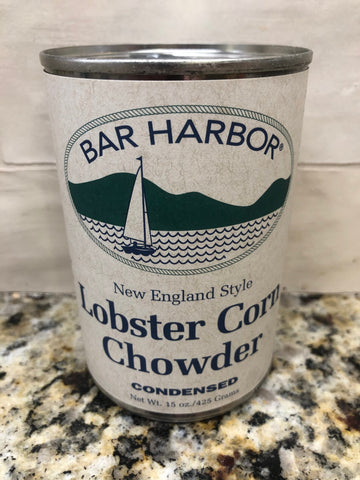 BAR HARBOR®
New England Style
Lobster Corn
Chowder
CONDENSED
Net Wt. 15 oz./425 Grams